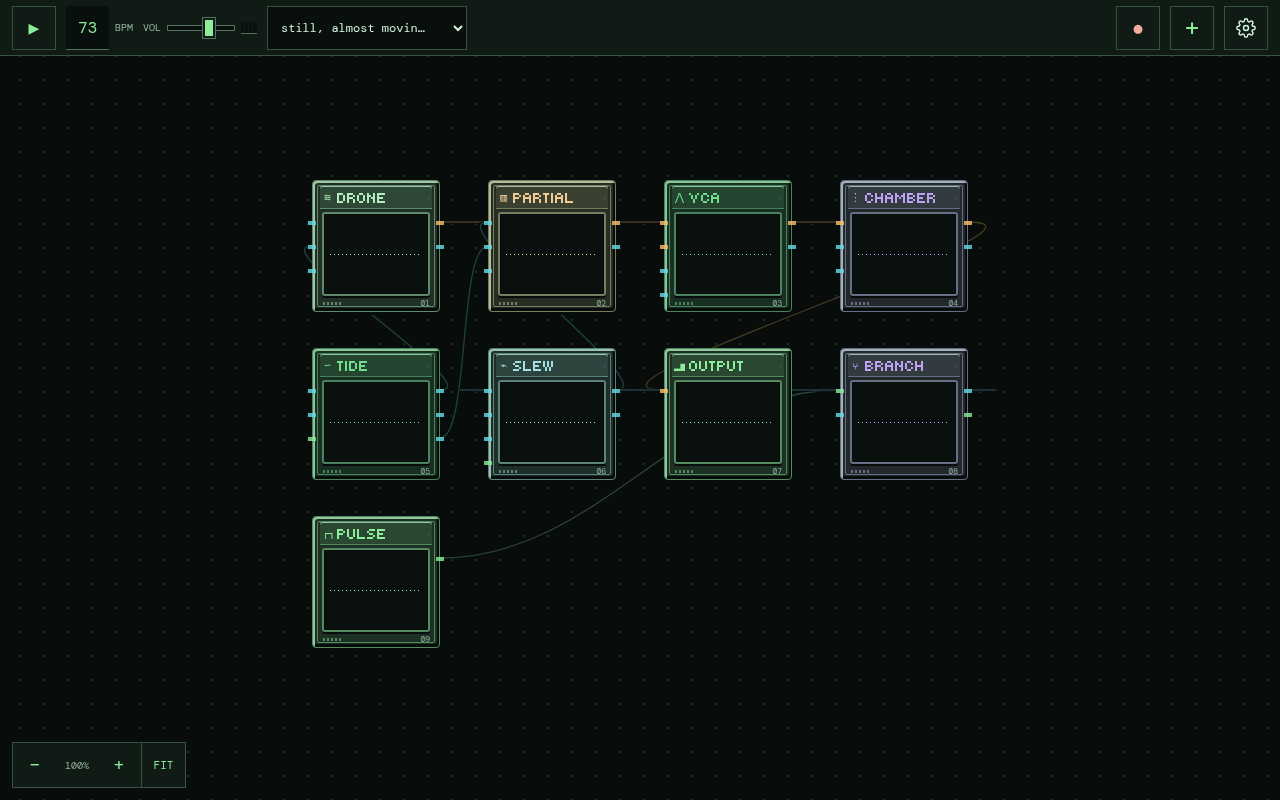 73 BPM VOL still, almost movin…
DRONE PARTIAL VCA CHAMBER
01 02 03 04
TIDE SLEW OUTPUT BRANCH
05 06 07 08
PULSE
09
100% FIT